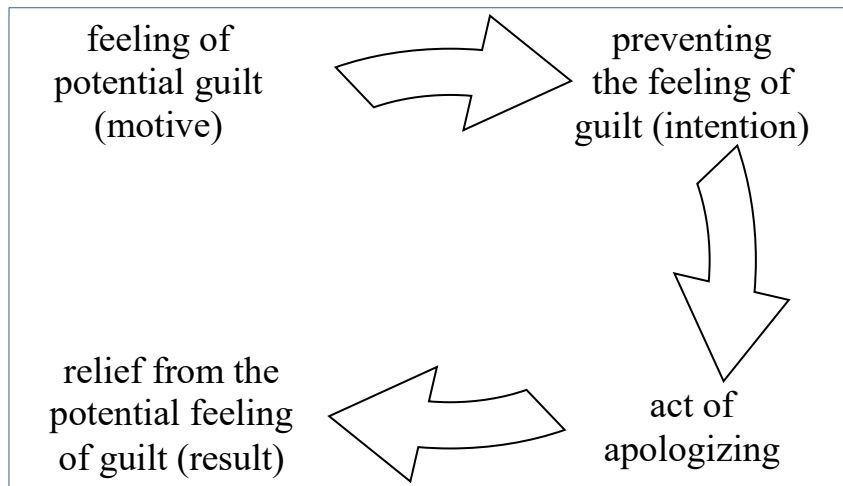 feeling of
potential guilt
(motive)
preventing
the feeling of
guilt (intention)
act of
apologizing
relief from the
potential feeling
of guilt (result)